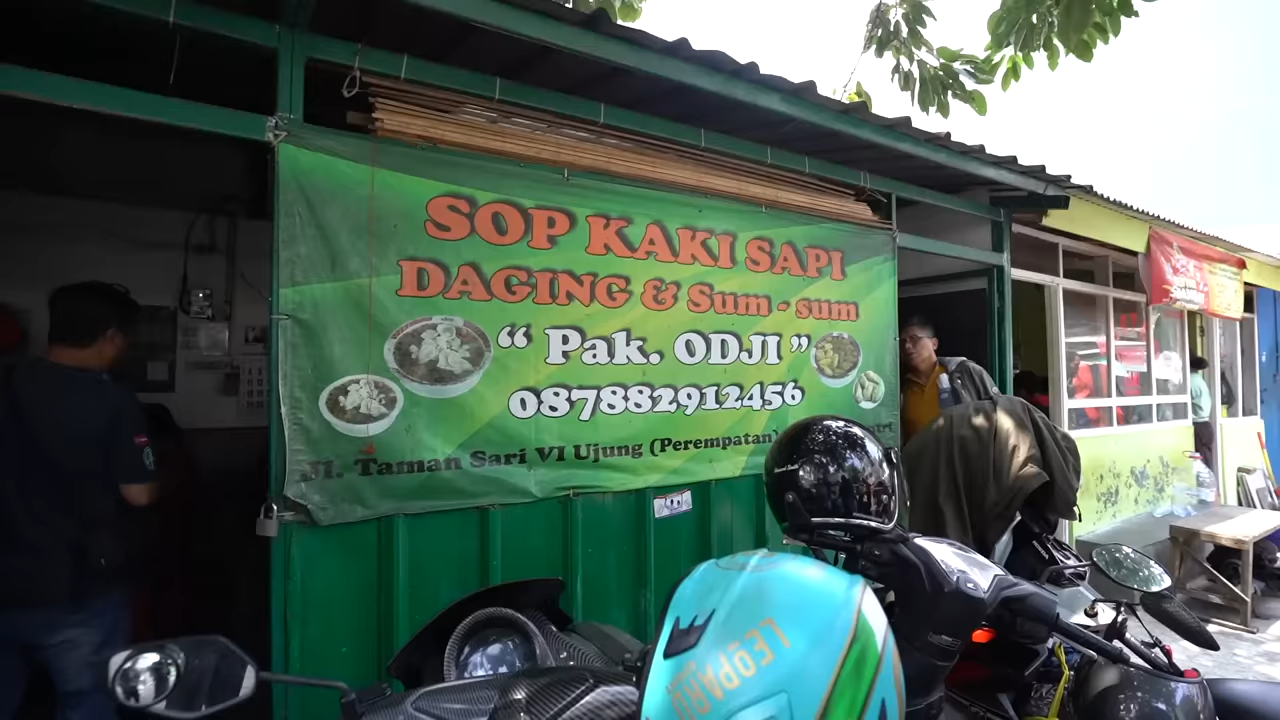 SOP KAKI SAPI
DAGING & Sum - sum
“ Pak. ODJI ”
087882912456
Jl. Taman Sari VI Ujung (Perempatan)
LEOPARD